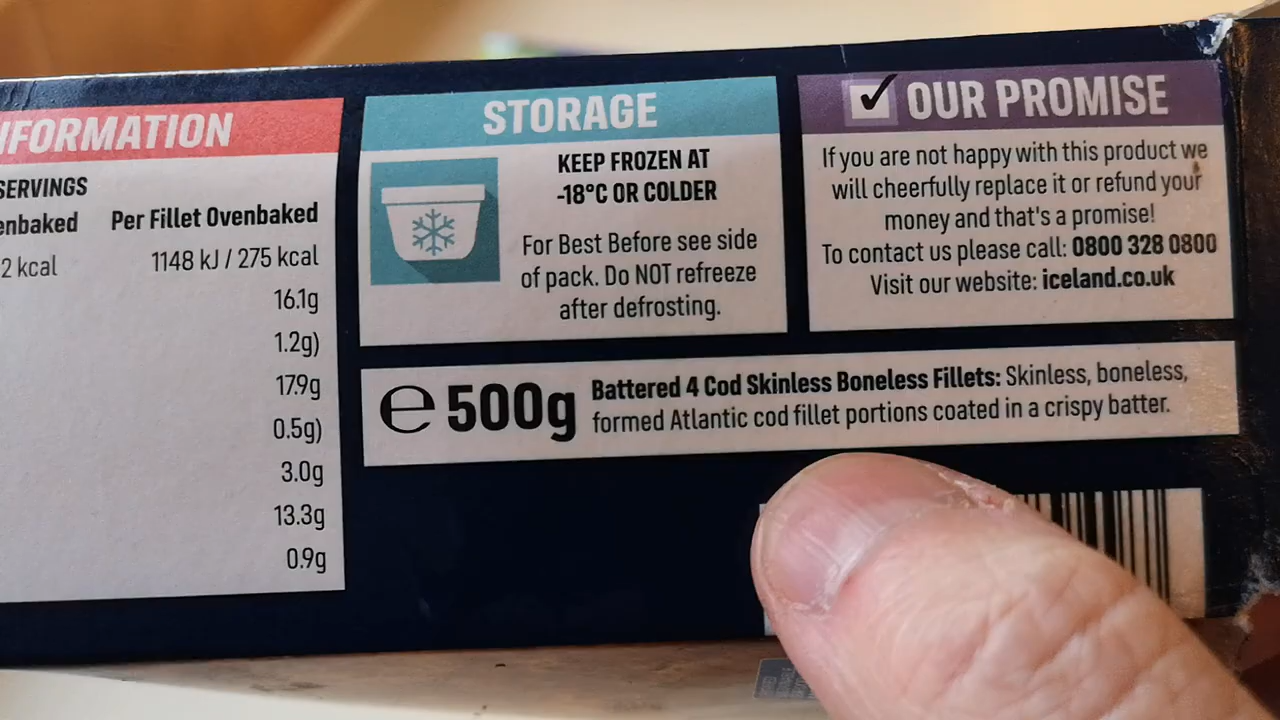 NFORMATION
SERVINGS
enbaked Per Fillet Ovenbaked
2 kcal 1148 kJ / 275 kcal
16.1g
1.2g)
17.9g
0.5g)
3.0g
13.3g
0.9g
STORAGE
KEEP FROZEN AT
-18°C OR COLDER
For Best Before see side
of pack. Do NOT refreeze
after defrosting.
OUR PROMISE
If you are not happy with this product we
will cheerfully replace it or refund your
money and that's a promise!
To contact us please call: 0800 328 0800
Visit our website: iceland.co.uk
℮ 500g
Battered 4 Cod Skinless Boneless Fillets: Skinless, boneless,
formed Atlantic cod fillet portions coated in a crispy batter.